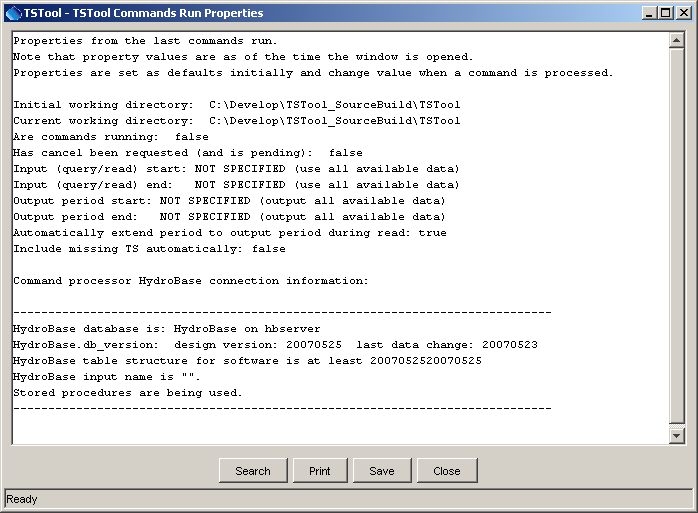 TSTool - TSTool Commands Run Properties
Properties from the last commands run.
Note that property values are as of the time the window is opened.
Properties are set as defaults initially and change value when a command is processed.
Initial working directory:  C:\Develop\TSTool_SourceBuild\TSTool
Current working directory:  C:\Develop\TSTool_SourceBuild\TSTool
Are commands running:  false
Has cancel been requested (and is pending):  false
Input (query/read) start: NOT SPECIFIED (use all available data)
Input (query/read) end:   NOT SPECIFIED (use all available data)
Output period start: NOT SPECIFIED (output all available data)
Output period end:   NOT SPECIFIED (output all available data)
Automatically extend period to output period during read: true
Include missing TS automatically: false
Command processor HydroBase connection information:
------------------------------------------------------------------------------
HydroBase database is: HydroBase on hbserver
HydroBase.db_version:  design version: 20070525  last data change: 20070523
HydroBase table structure for software is at least 2007052520070525
HydroBase input name is "".
Stored procedures are being used.
------------------------------------------------------------------------------
Search Print Save Close
Ready